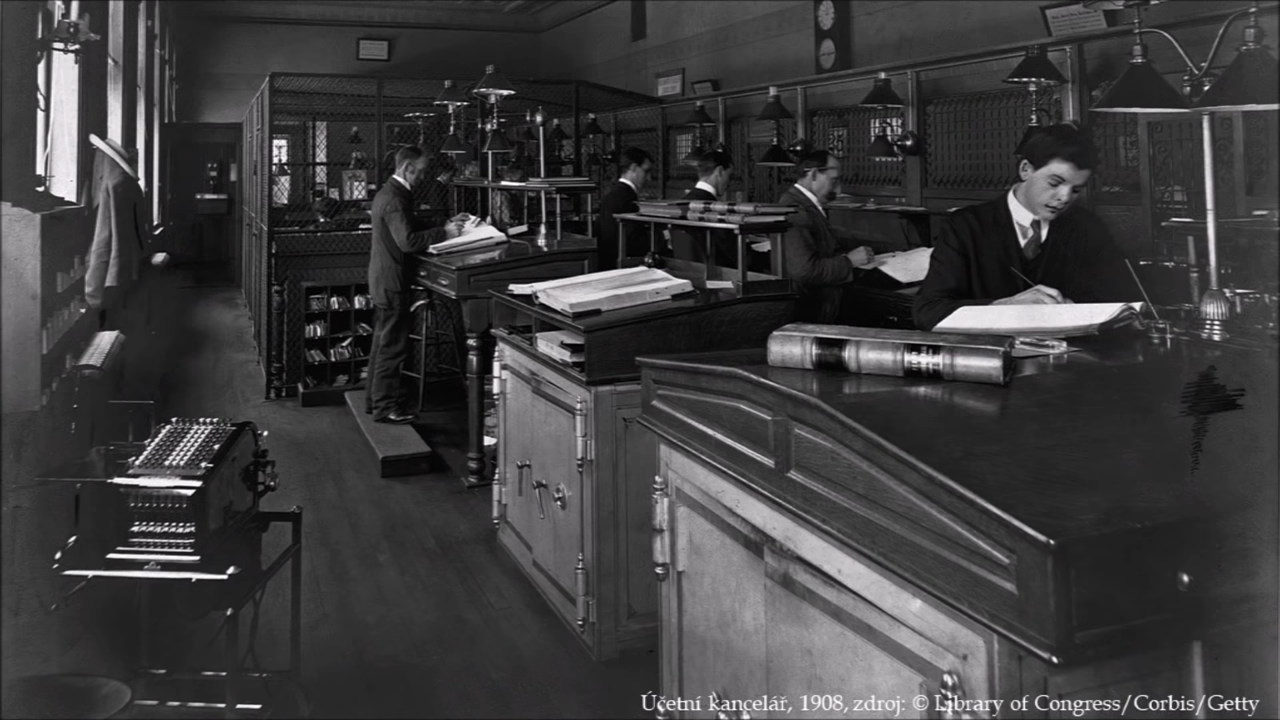 Účetní kancelář, 1908, zdroj: © Library of Congress/Corbis/Getty